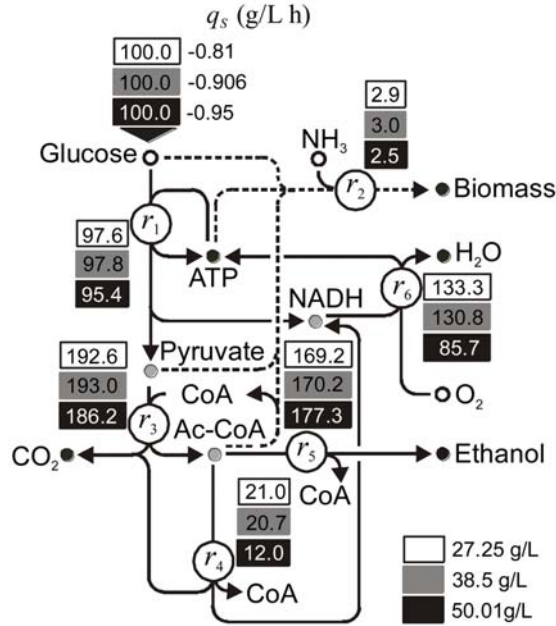 qs (g/L h)
100.0 -0.81
100.0 -0.906
100.0 -0.95
2.9
3.0
2.5
Glucose
NH3
r2
Biomass
r1
97.6
97.8
95.4
ATP
H2O
NADH
r6
133.3
130.8
85.7
192.6
193.0
186.2
Pyruvate
169.2
170.2
177.3
CoA
O2
r3
Ac-CoA
CO2
r5
Ethanol
CoA
21.0
20.7
12.0
r4
CoA
27.25 g/L
38.5 g/L
50.01g/L